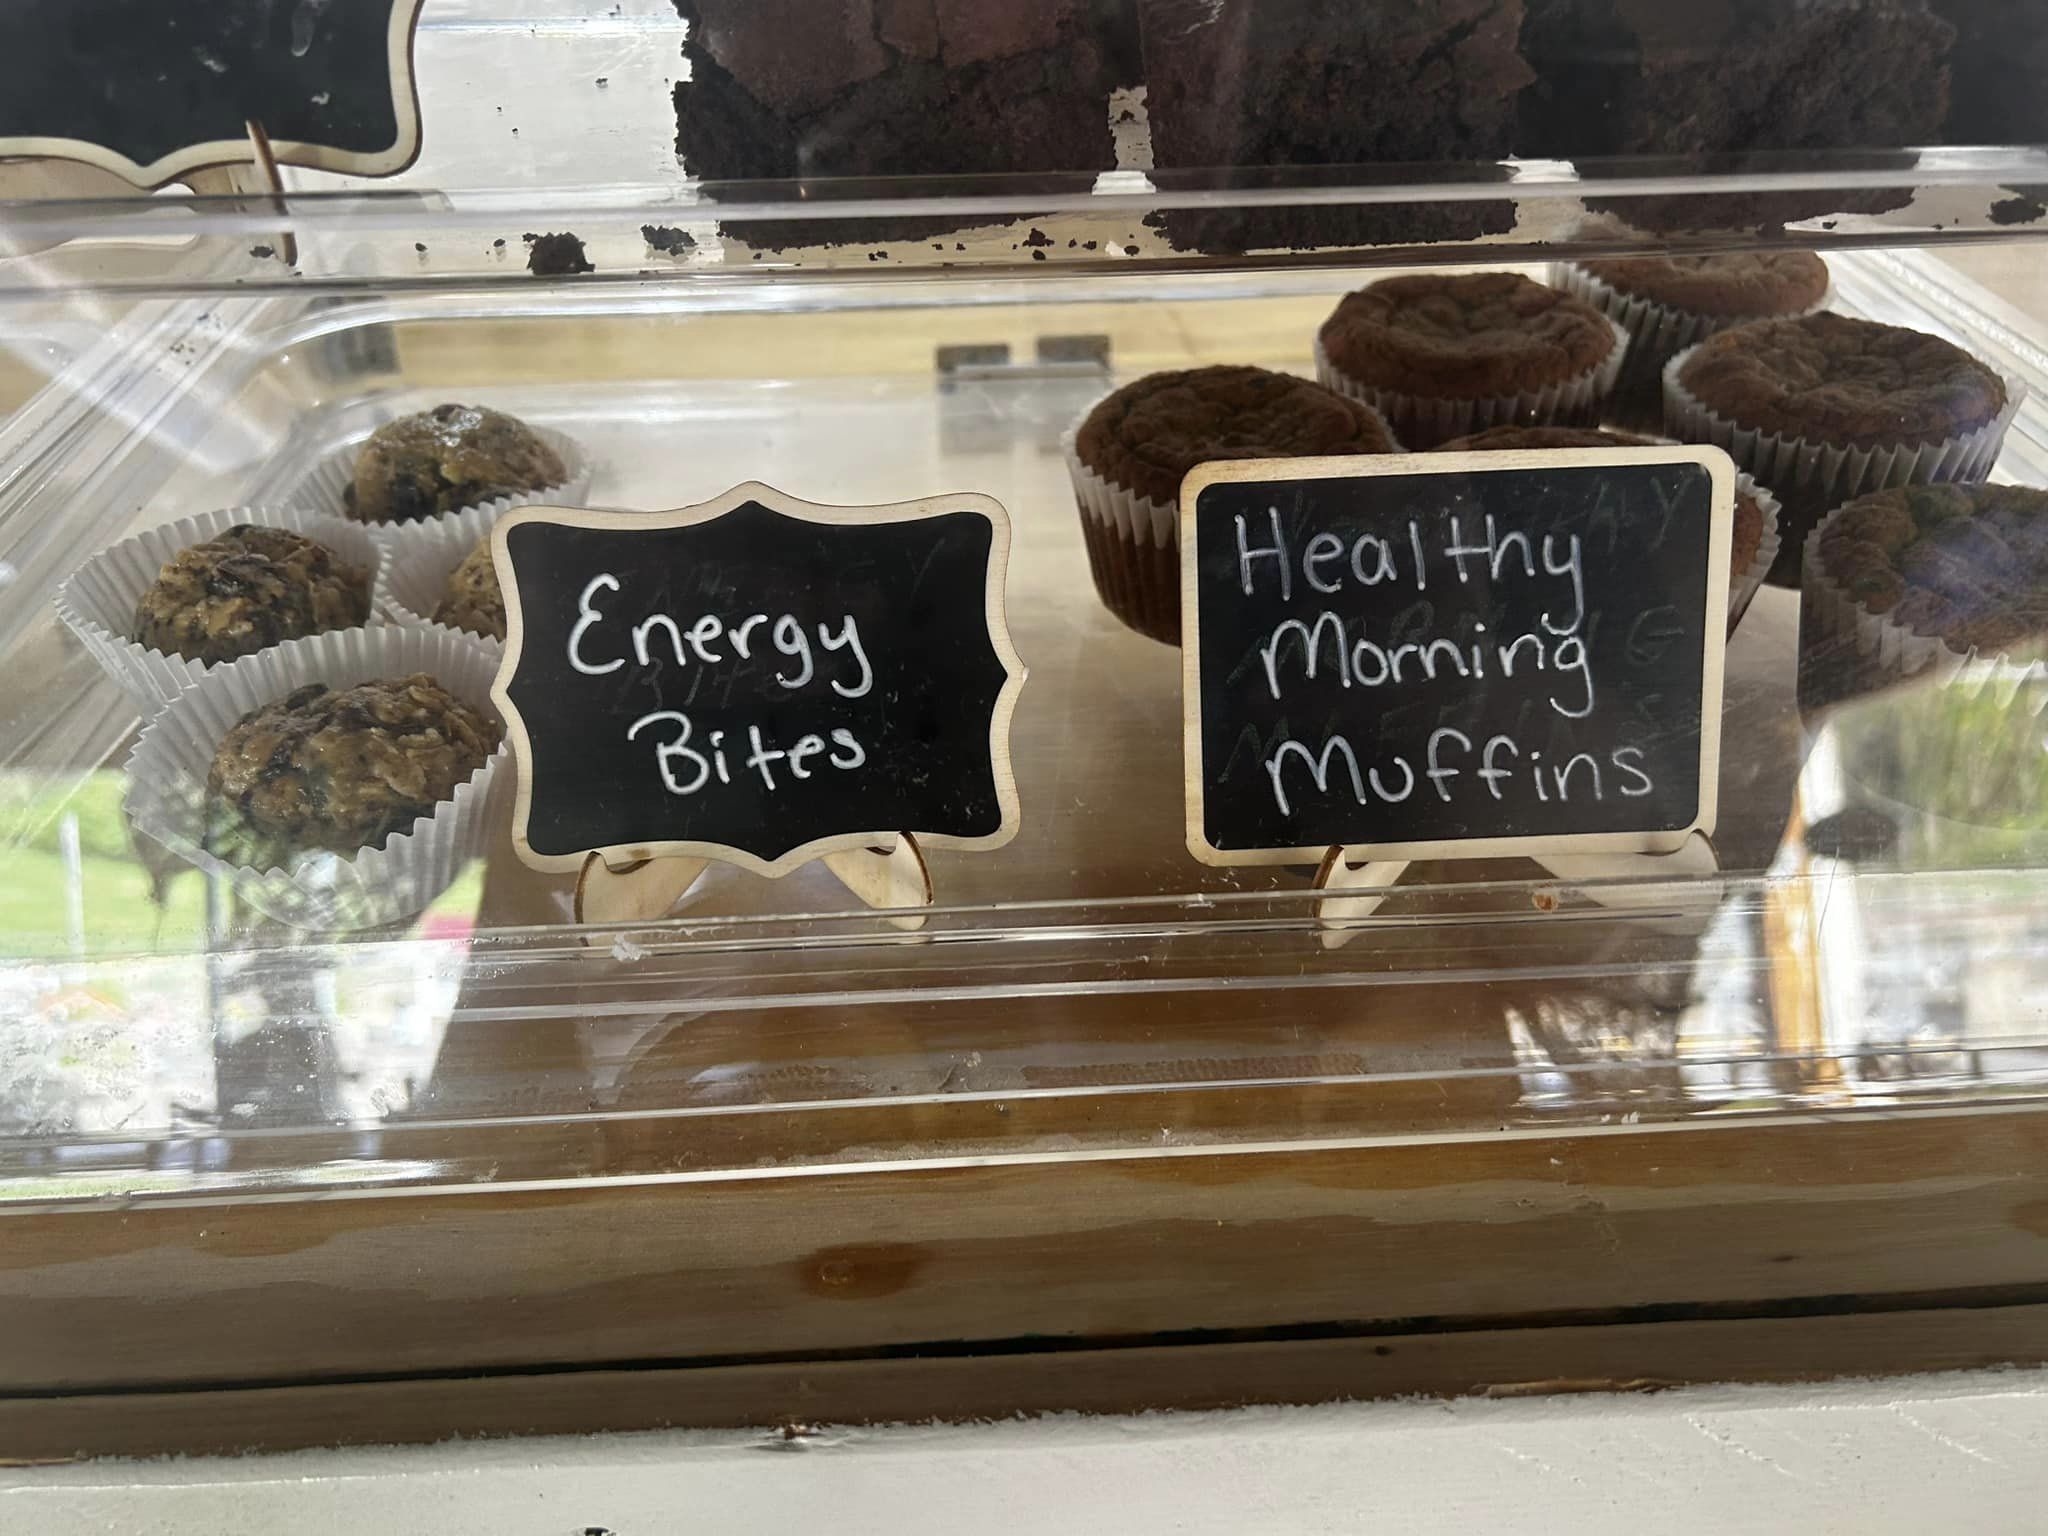 Energy
Bites
Healthy
Morning
Muffins